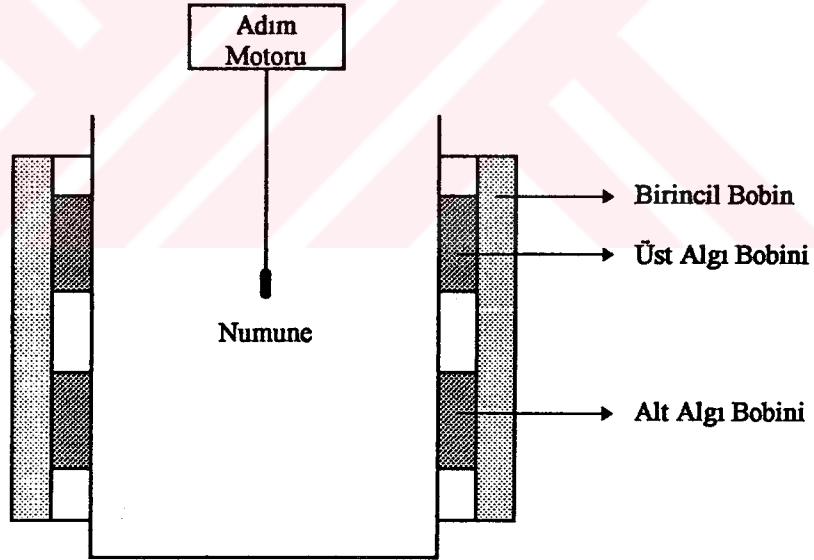 Adım
Motoru
Birincil Bobin
Üst Algı Bobini
Numune
Alt Algı Bobini